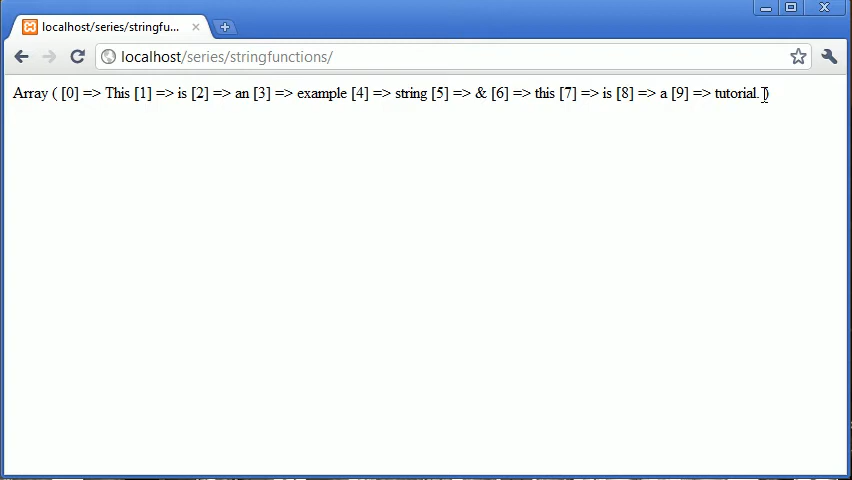 localhost/series/stringfu...
localhost/series/stringfunctions/
Array ( [0] => This [1] => is [2] => an [3] => example [4] => string [5] => & [6] => this [7] => is [8] => a [9] => tutorial. )